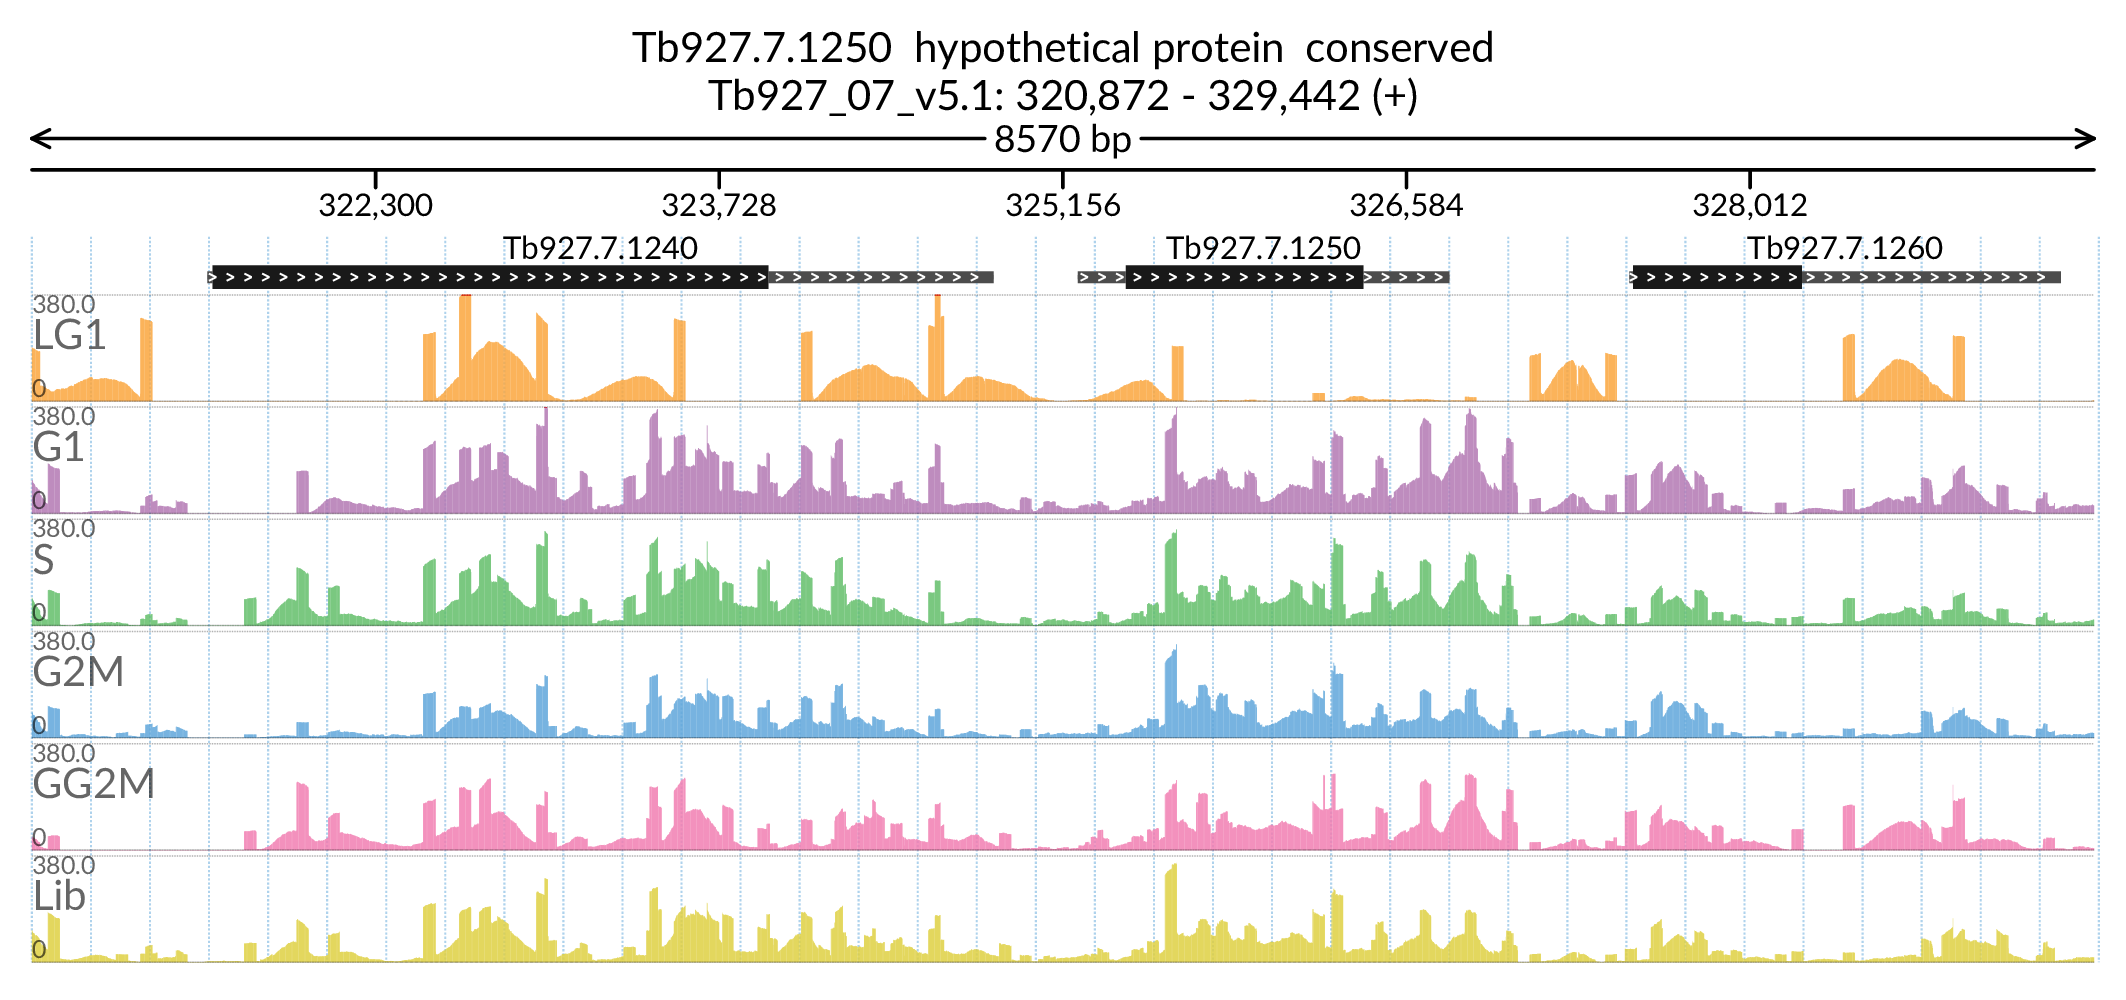 Tb927.7.1250  hypothetical protein  conserved
Tb927_07_v5.1: 320,872 - 329,442 (+)
8570 bp
322,300 323,728 325,156 326,584 328,012
Tb927.7.1240 Tb927.7.1250 Tb927.7.1260
380.0
LG1
0
380.0
G1
0
380.0
S
0
380.0
G2M
0
380.0
GG2M
0
380.0
Lib
0